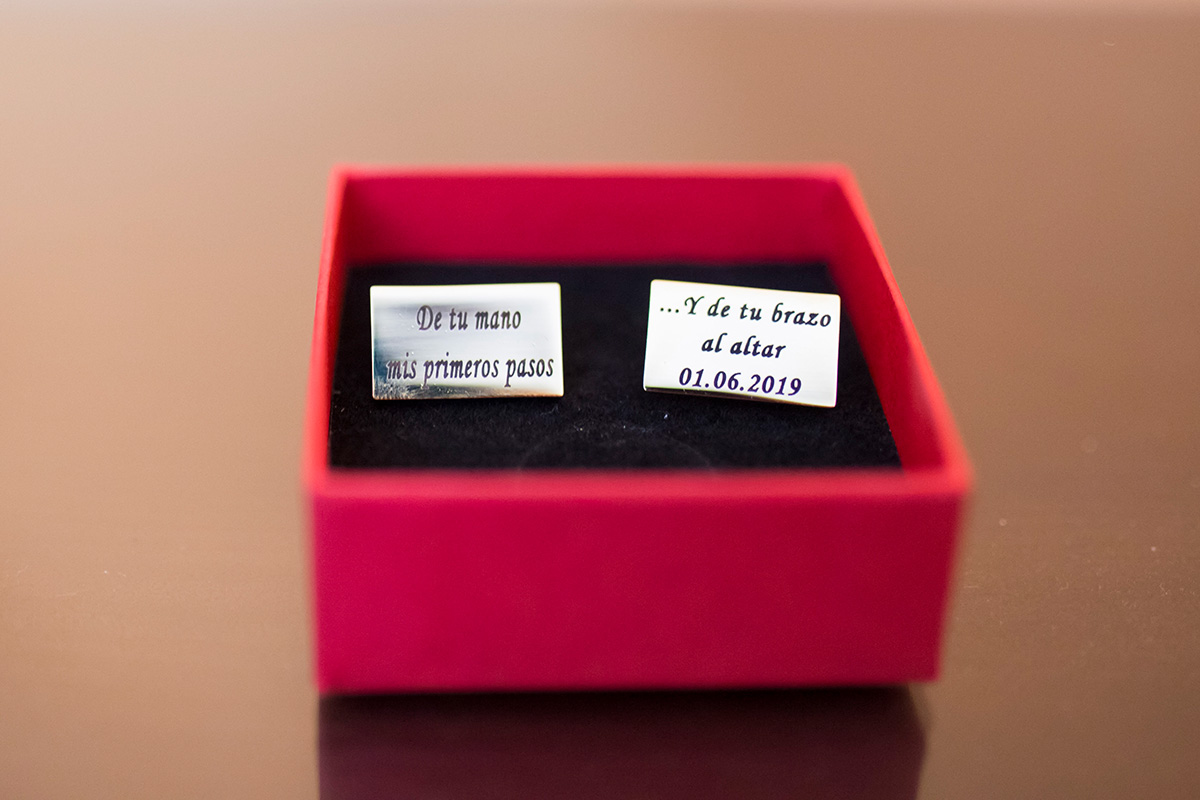 De tu mano
mis primeros pasos
...Y de tu brazo
al altar
01.06.2019